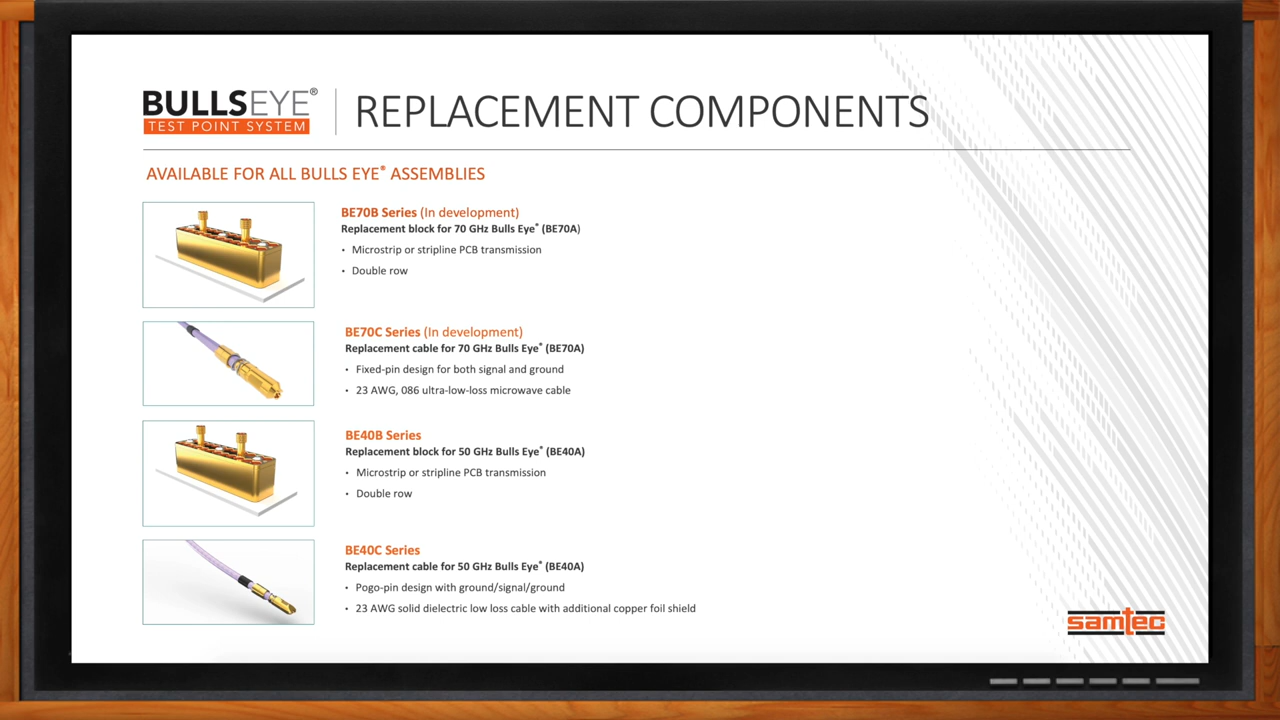 BULLSEYE®
TEST POINT SYSTEM
REPLACEMENT COMPONENTS
AVAILABLE FOR ALL BULLS EYE® ASSEMBLIES
BE70B Series (In development)
Replacement block for 70 GHz Bulls Eye® (BE70A)
• Microstrip or stripline PCB transmission
• Double row
BE70C Series (In development)
Replacement cable for 70 GHz Bulls Eye® (BE70A)
• Fixed-pin design for both signal and ground
• 23 AWG, 086 ultra-low-loss microwave cable
BE40B Series
Replacement block for 50 GHz Bulls Eye® (BE40A)
• Microstrip or stripline PCB transmission
• Double row
BE40C Series
Replacement cable for 50 GHz Bulls Eye® (BE40A)
• Pogo-pin design with ground/signal/ground
• 23 AWG solid dielectric low loss cable with additional copper foil shield
samtec